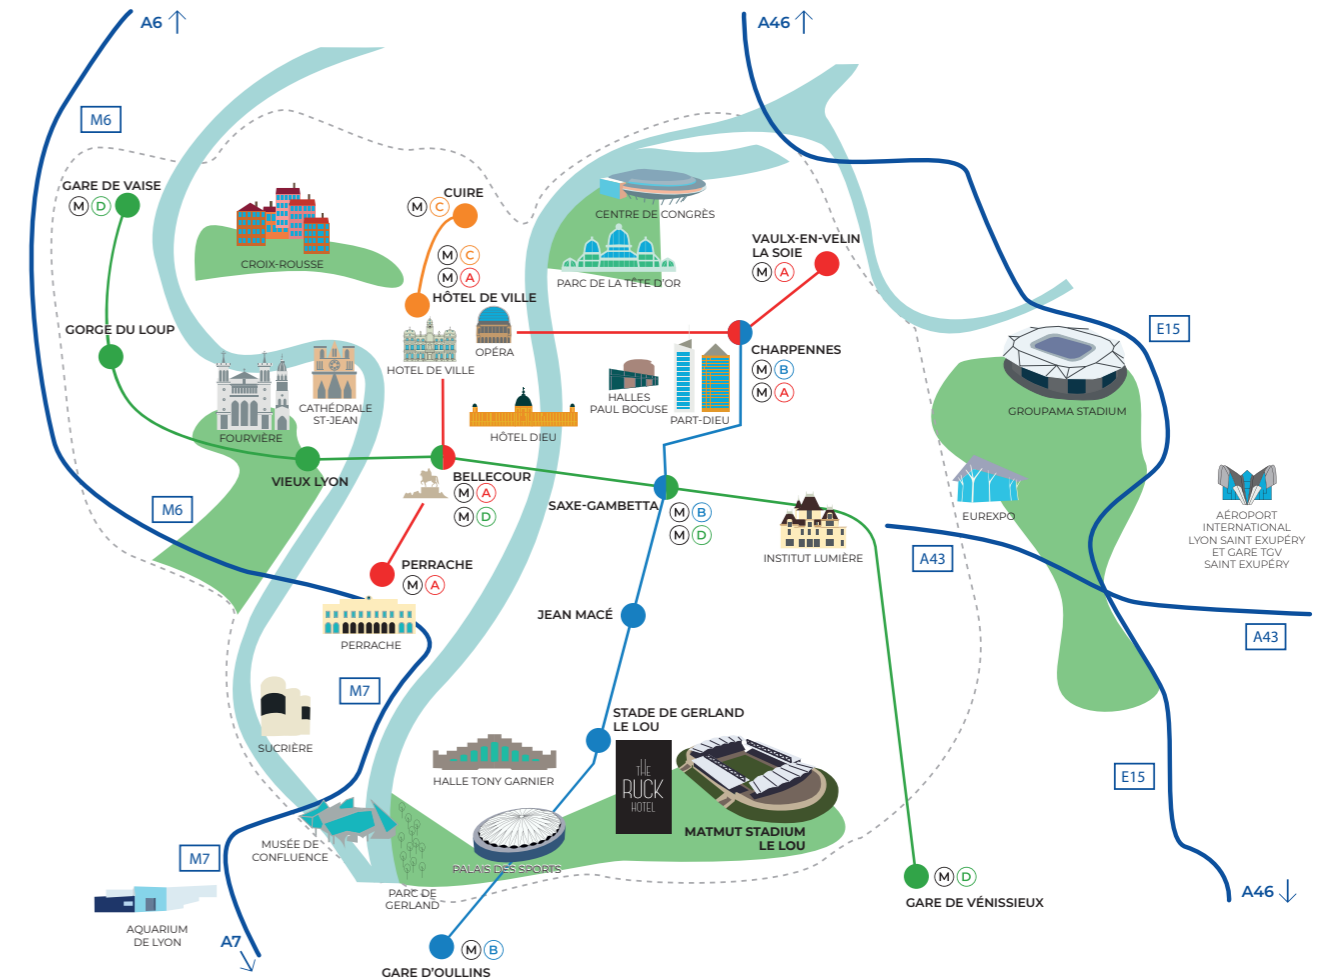 A6
A46
M6
GARE DE VAISE
M D
CUIRE
M C
CENTRE DE CONGRÈS
CROIX-ROUSSE
M C
M A
HÔTEL DE VILLE
PARC DE LA TÊTE D'OR
VAULX-EN-VELIN
LA SOIE
M A
GORGE DU LOUP
OPÉRA
HOTEL DE VILLE
E15
CHARPENNES
M B
M A
HALLES
PAUL BOCUSE
PART-DIEU
GROUPAMA STADIUM
CATHÉDRALE
ST-JEAN
FOURVIÈRE
HÔTEL DIEU
VIEUX LYON
BELLECOUR
M A
M D
SAXE-GAMBETTA
M B
M D
M6
EUREXPO
AÉROPORT
INTERNATIONAL
LYON SAINT EXUPÉRY
ET GARE TGV
SAINT EXUPÉRY
INSTITUT LUMIÈRE
A43
PERRACHE
M A
JEAN MACÉ
A43
PERRACHE
M7
STADE DE GERLAND
LE LOU
SUCRIÈRE
HALLE TONY GARNIER
THE
RUCK
HOTEL
E15
MATMUT STADIUM
LE LOU
MUSÉE DE
CONFLUENCE
M7
PALAIS DES SPORTS
PARC DE
GERLAND
M D
GARE DE VÉNISSIEUX
A46
AQUARIUM
DE LYON
A7
M B
GARE D'OULLINS